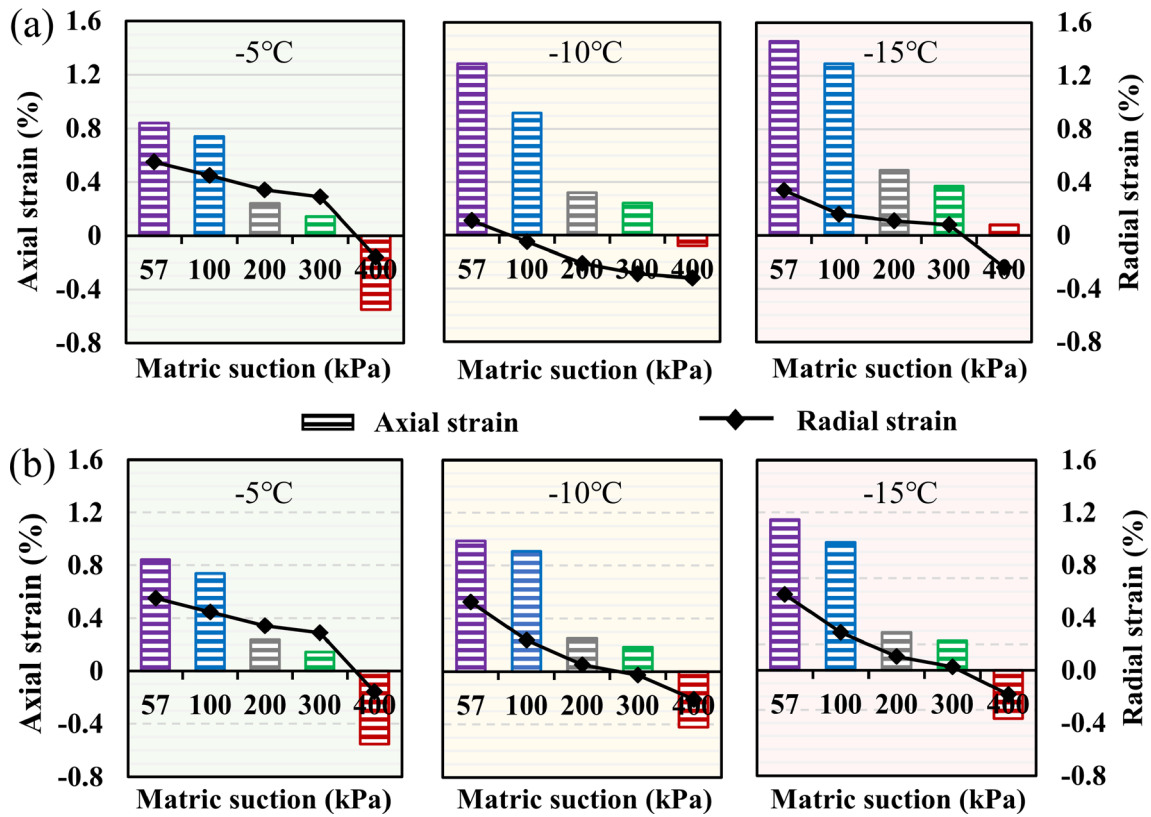 (a)
Axial strain (%)
1.6
1.2
0.8
0.4
0
-0.4
-0.8
-5℃
57 100 200 300 400
Matric suction (kPa)
-10℃
57 100 200 300 400
Matric suction (kPa)
-15℃
57 100 200 300 400
Matric suction (kPa)
1.6
1.2
0.8
0.4
0
-0.4
-0.8
Radial strain (%)
Axial strain
Radial strain
(b)
Axial strain (%)
1.6
1.2
0.8
0.4
0
-0.4
-0.8
-5℃
57 100 200 300 400
Matric suction (kPa)
-10℃
57 100 200 300 400
Matric suction (kPa)
-15℃
57 100 200 300 400
Matric suction (kPa)
1.6
1.2
0.8
0.4
0.0
-0.4
-0.8
Radial strain (%)